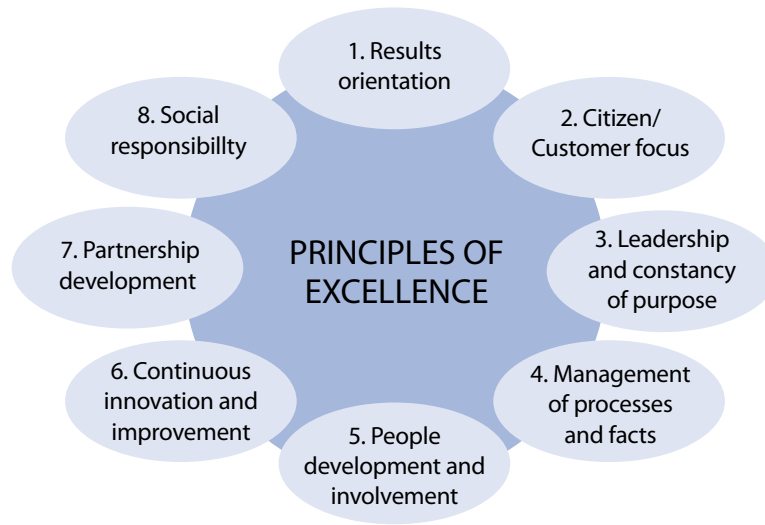 1. Results
orientation
2. Citizen/
Customer focus
3. Leadership
and constancy
of purpose
4. Management
of processes
and facts
5. People
development and
involvement
6. Continuous
innovation and
improvement
7. Partnership
development
8. Social
responsibillty
PRINCIPLES OF
EXCELLENCE